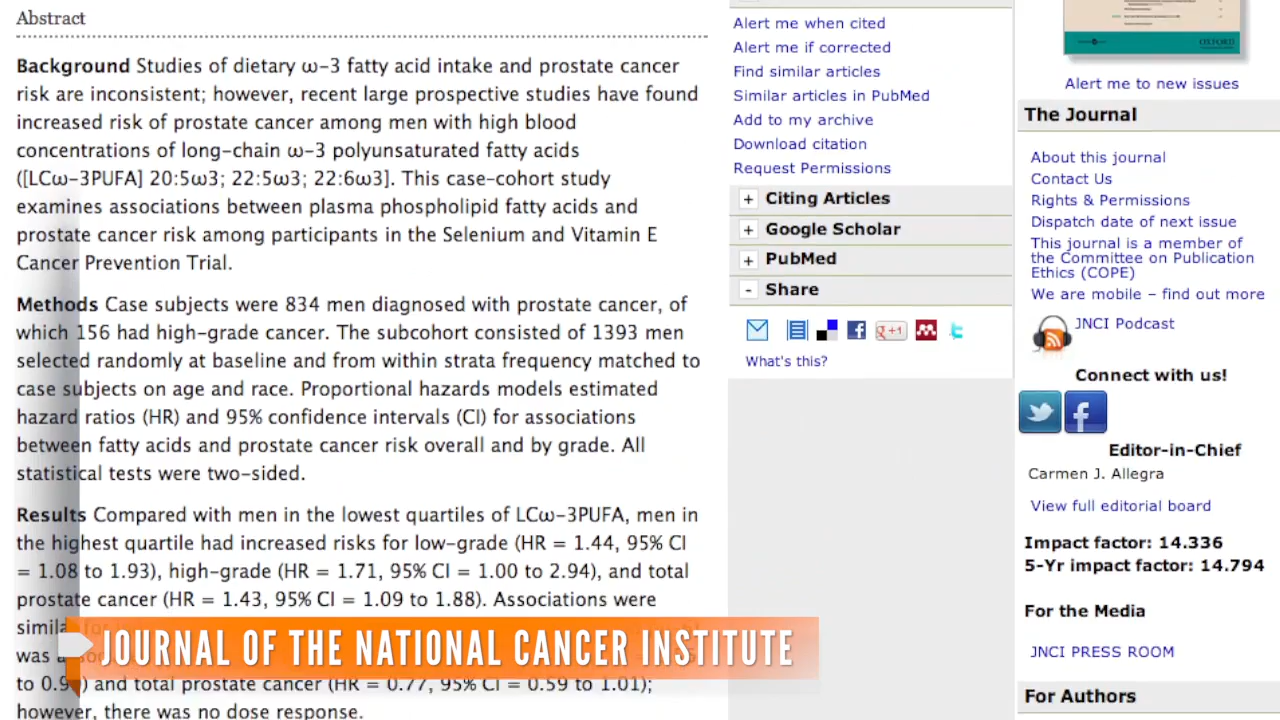 Abstract
Background Studies of dietary ω-3 fatty acid intake and prostate cancer
risk are inconsistent; however, recent large prospective studies have found
increased risk of prostate cancer among men with high blood
concentrations of long-chain ω-3 polyunsaturated fatty acids
([LCω-3PUFA] 20:5ω3; 22:5ω3; 22:6ω3]. This case-cohort study
examines associations between plasma phospholipid fatty acids and
prostate cancer risk among participants in the Selenium and Vitamin E
Cancer Prevention Trial.
Methods Case subjects were 834 men diagnosed with prostate cancer, of
which 156 had high-grade cancer. The subcohort consisted of 1393 men
selected randomly at baseline and from within strata frequency matched to
case subjects on age and race. Proportional hazards models estimated
hazard ratios (HR) and 95% confidence intervals (CI) for associations
between fatty acids and prostate cancer risk overall and by grade. All
statistical tests were two-sided.
Results Compared with men in the lowest quartiles of LCω-3PUFA, men in
the highest quartile had increased risks for low-grade (HR = 1.44, 95% CI
= 1.08 to 1.93), high-grade (HR = 1.71, 95% CI = 1.00 to 2.94), and total
prostate cancer (HR = 1.43, 95% CI = 1.09 to 1.88). Associations were
was
to 0.9 ) and total prostate cancer (HR = 0.77, 95% CI = 0.59 to 1.01);
however, there was no dose response.
JOURNAL OF THE NATIONAL CANCER INSTITUTE
Alert me when cited
Alert me if corrected
Find similar articles
Similar articles in PubMed
Add to my archive
Download citation
Request Permissions
+ Citing Articles
+ Google Scholar
+ PubMed
- Share
g +1
What's this?
OXFORD
Alert me to new issues
The Journal
About this journal
Contact Us
Rights & Permissions
Dispatch date of next issue
This journal is a member of
the Committee on Publication
Ethics (COPE)
We are mobile – find out more
JNCI Podcast
Connect with us!
f
Editor-in-Chief
Carmen J. Allegra
View full editorial board
Impact factor: 14.336
5-Yr impact factor: 14.794
For the Media
JNCI PRESS ROOM
For Authors